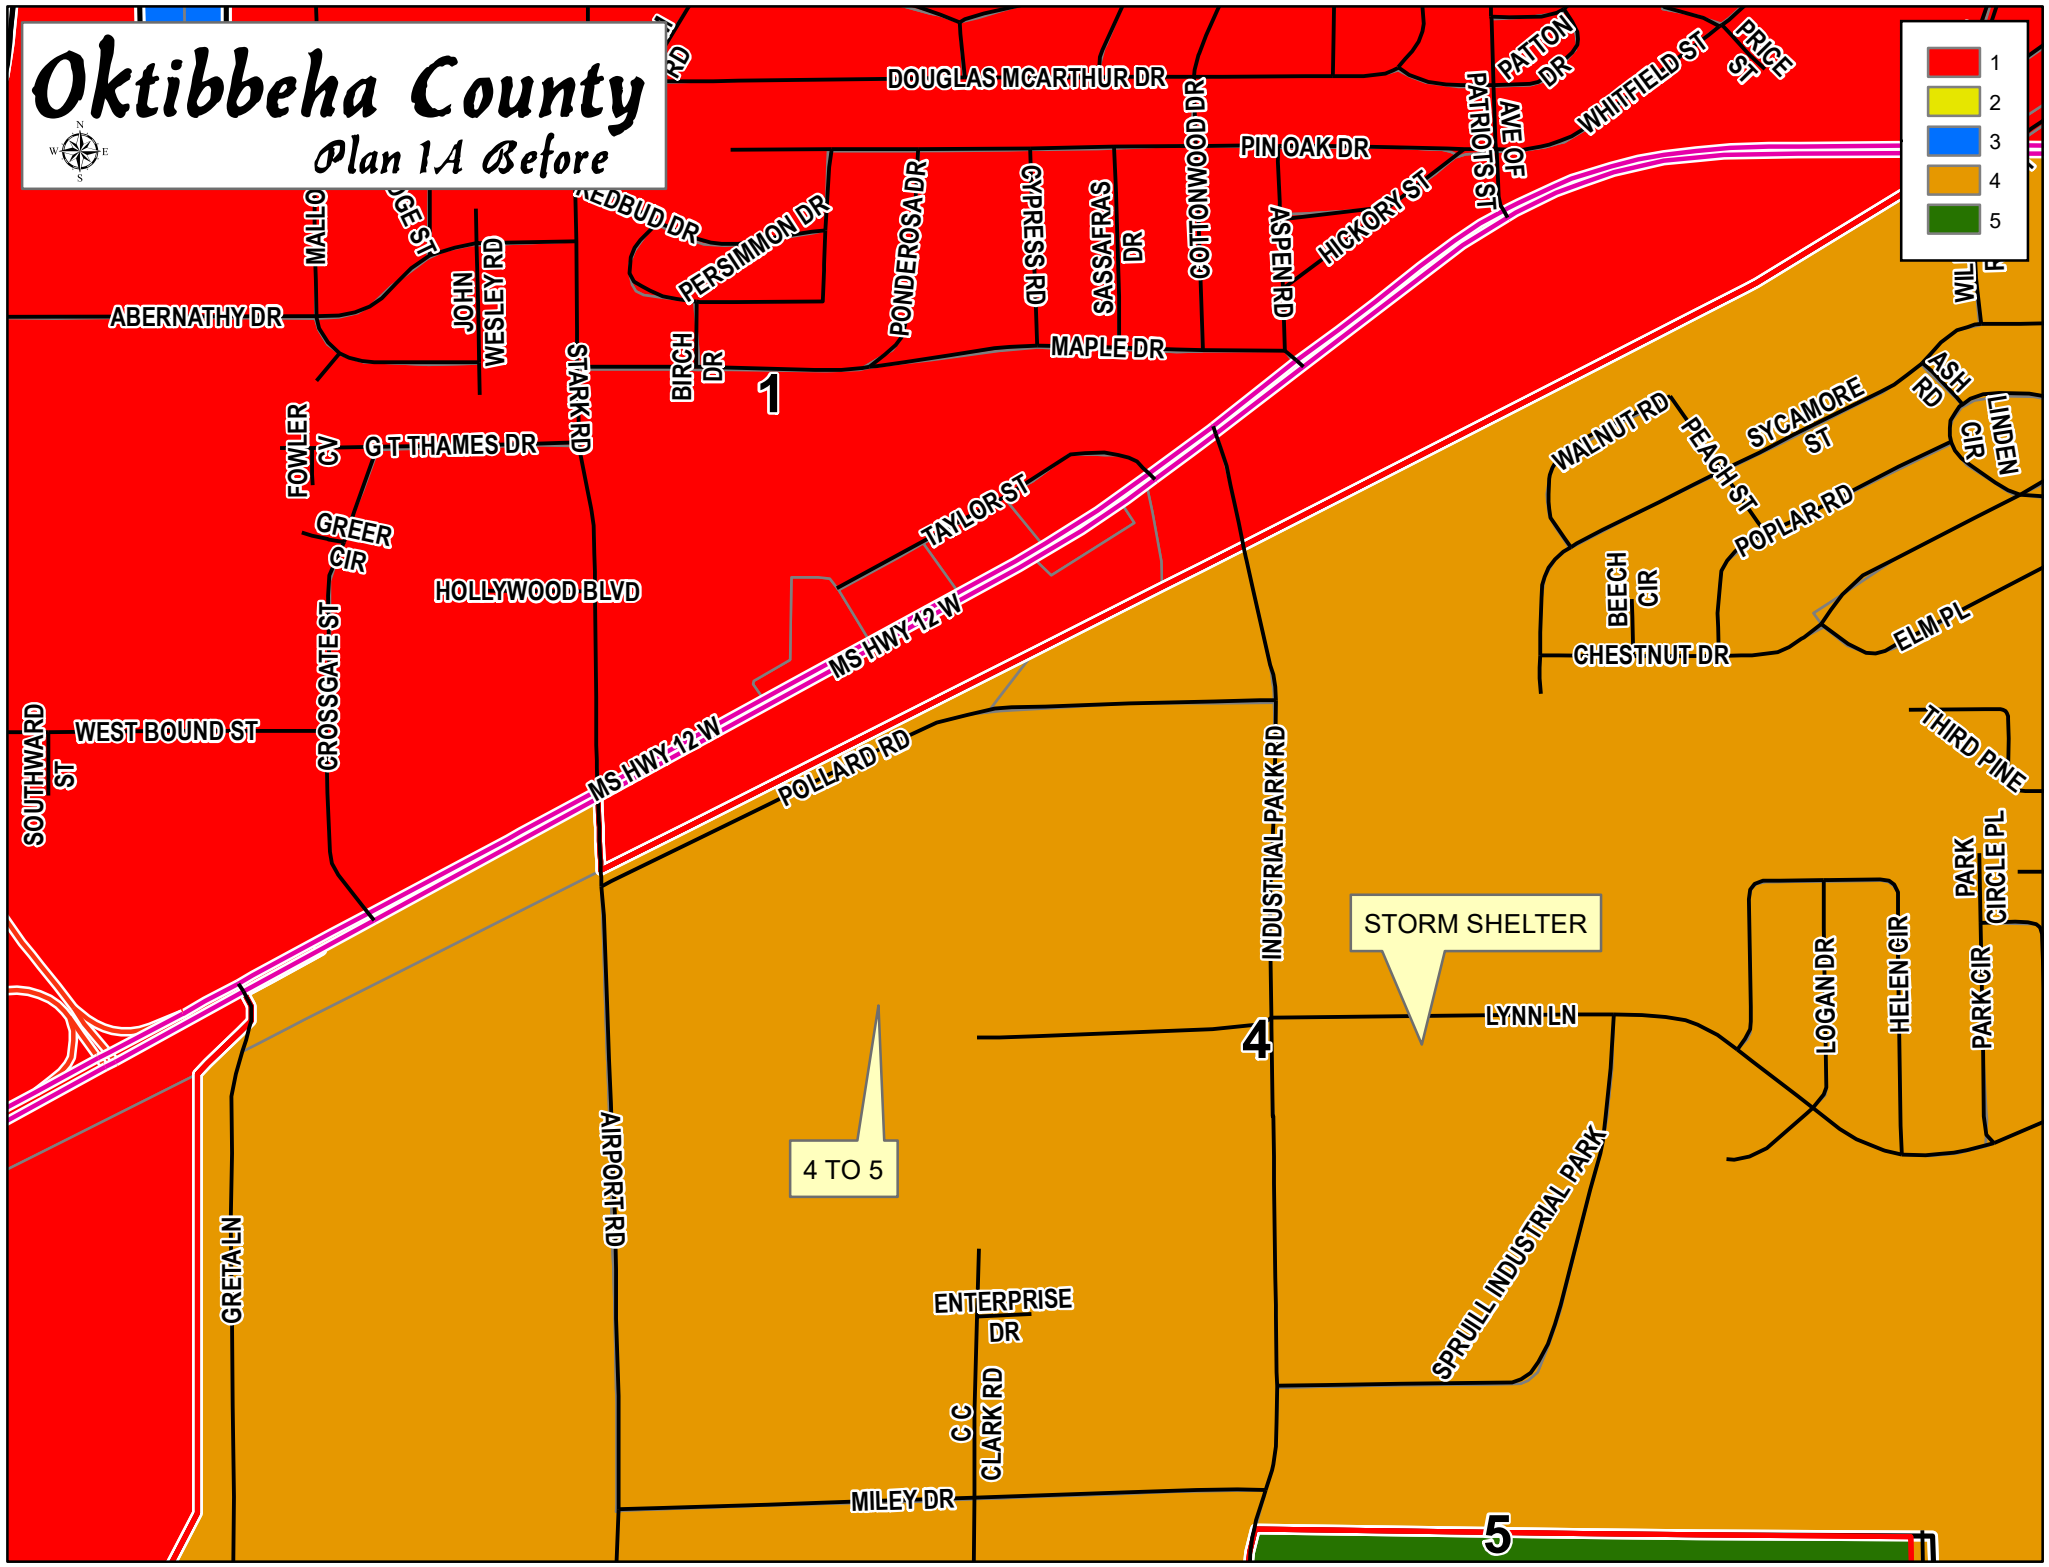 Oktibbeha County
Plan 1A Before
N
W E
S
1
2
3
4
5
RD
DOUGLAS MCARTHUR DR
PATTON
DR
PRICE
ST
WHITFIELD ST
PATRIOTS ST
AVE OF
PIN OAK DR
COTTONWOOD DR
HICKORY ST
ASPEN RD
SASSAFRAS
DR
CYPRESS RD
PONDEROSA DR
PERSIMMON DR
REDBUD DR
MALLO
DGE ST
JOHN
WESLEY RD
ABERNATHY DR
STARK RD
BIRCH
DR
MAPLE DR
1
FOWLER
CV
G T THAMES DR
GREER
CIR
HOLLYWOOD BLVD
CROSSGATE ST
TAYLOR ST
MS HWY 12 W
MS HWY 12 W
WEST BOUND ST
SOUTHWARD
ST
POLLARD RD
INDUSTRIAL PARK RD
WALNUT RD
PEACH ST
SYCAMORE
ST
ASH
RD
LINDEN
CIR
POPLAR RD
BEECH
CIR
CHESTNUT DR
ELM PL
THIRD PINE
PARK
CIRCLE PL
PARK CIR
HELEN CIR
LOGAN DR
STORM SHELTER
LYNN LN
4
4 TO 5
AIRPORT RD
GRETA LN
SPRUILL INDUSTRIAL PARK
ENTERPRISE
DR
C C
CLARK RD
MILEY DR
5